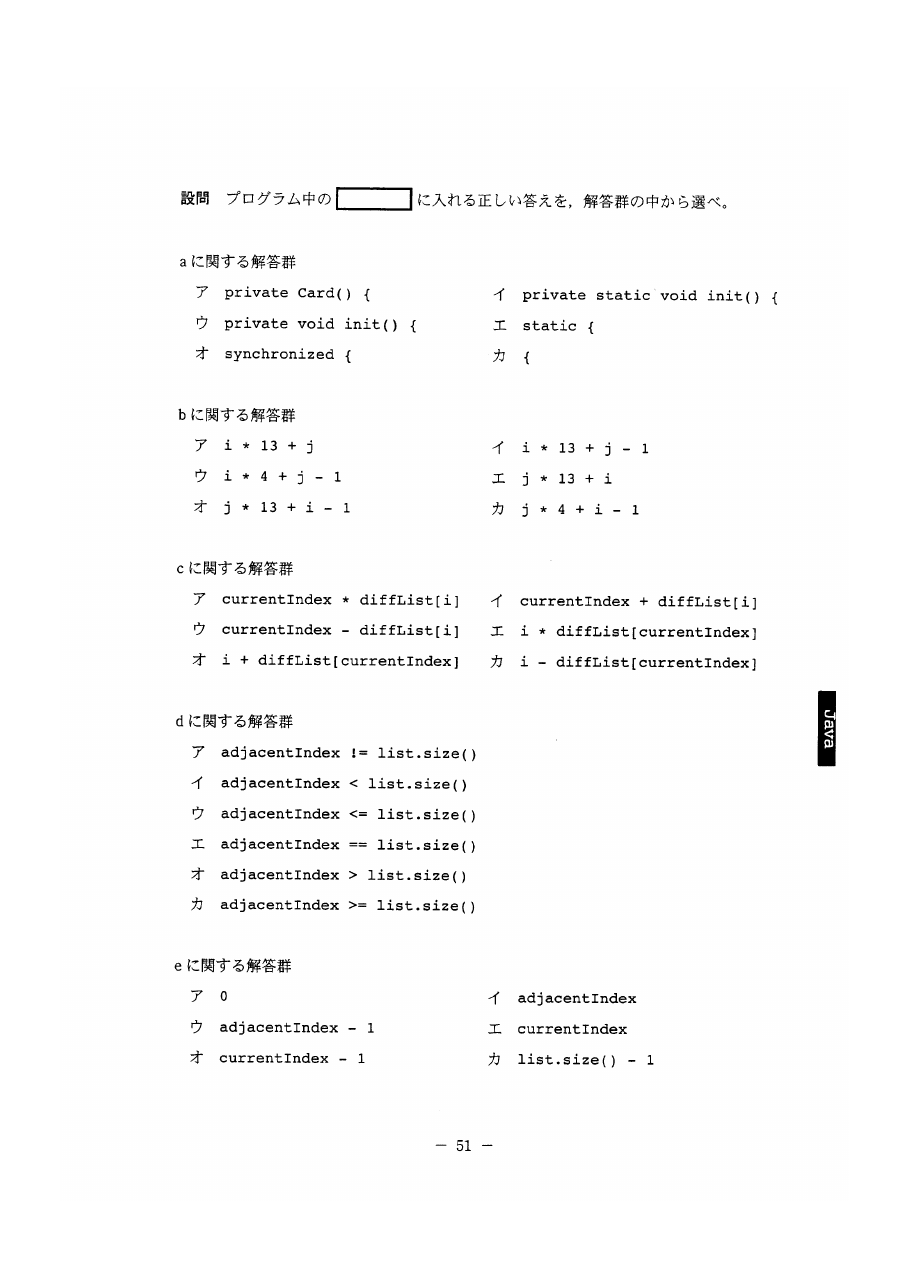 設問 プログラム中の に入れる正しい答えを，解答群の中から選べ。
aに関する解答群
ア private Card() { イ private static void init() {
ウ private void init() { エ static {
オ synchronized { カ {
bに関する解答群
ア i * 13 + j イ i * 13 + j - 1
ウ i * 4 + j - 1 エ j * 13 + i
オ j * 13 + i - 1 カ j * 4 + i - 1
cに関する解答群
ア currentIndex * diffList[i] イ currentIndex + diffList[i]
ウ currentIndex - diffList[i] エ i * diffList[currentIndex]
オ i + diffList[currentIndex] カ i - diffList[currentIndex]
dに関する解答群
ア adjacentIndex != list.size()
イ adjacentIndex < list.size()
ウ adjacentIndex <= list.size()
エ adjacentIndex == list.size()
オ adjacentIndex > list.size()
カ adjacentIndex >= list.size()
Java
eに関する解答群
ア 0 イ adjacentIndex
ウ adjacentIndex - 1 エ currentIndex
オ currentIndex - 1 カ list.size() - 1
— 51 —